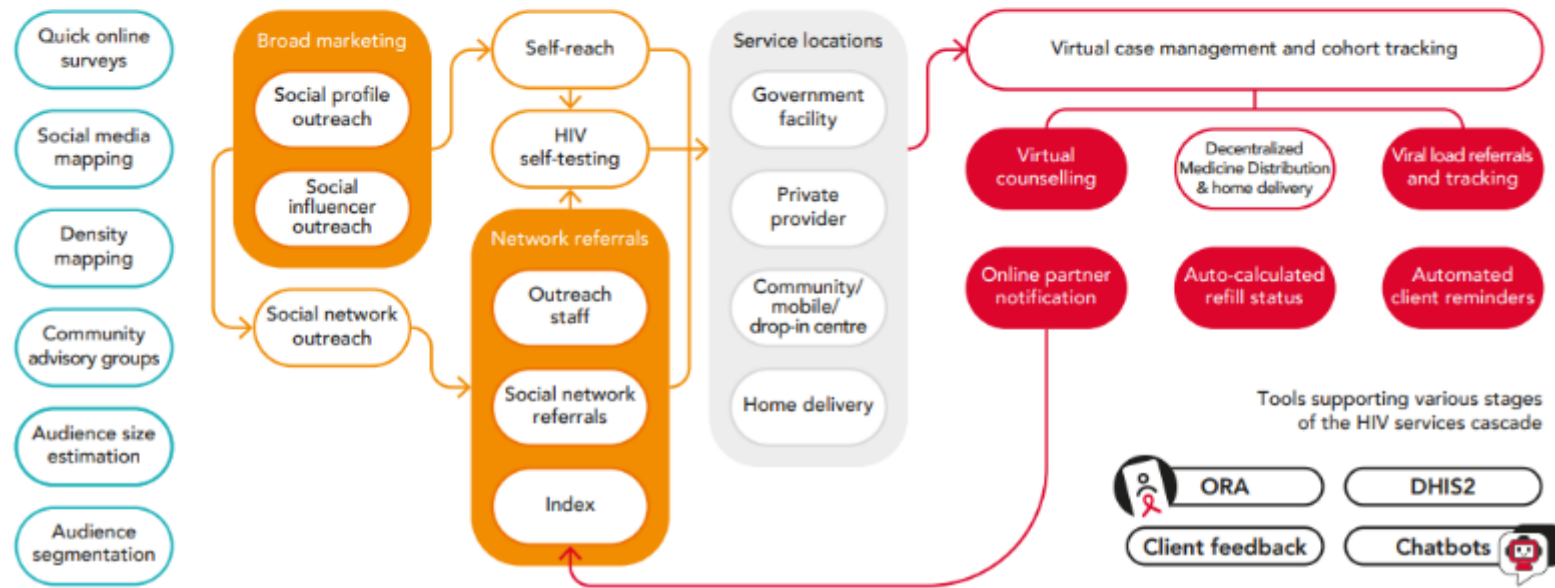 Quick online
surveys
Social media
mapping
Density
mapping
Community
advisory groups
Audience size
estimation
Audience
segmentation
Broad marketing
Social profile
outreach
Social
influencer
outreach
Social network
outreach
Self-reach
HIV
self-testing
Network referrals
Outreach
staff
Social network
referrals
Index
Service locations
Government
facility
Private
provider
Community/
mobile/
drop-in centre
Home delivery
Virtual case management and cohort tracking
Virtual
counselling
Decentralized
Medicine Distribution
& home delivery
Viral load referrals
and tracking
Online partner
notification
Auto-calculated
refill status
Automated
client reminders
Tools supporting various stages
of the HIV services cascade
ORA
DHIS2
Client feedback
Chatbots